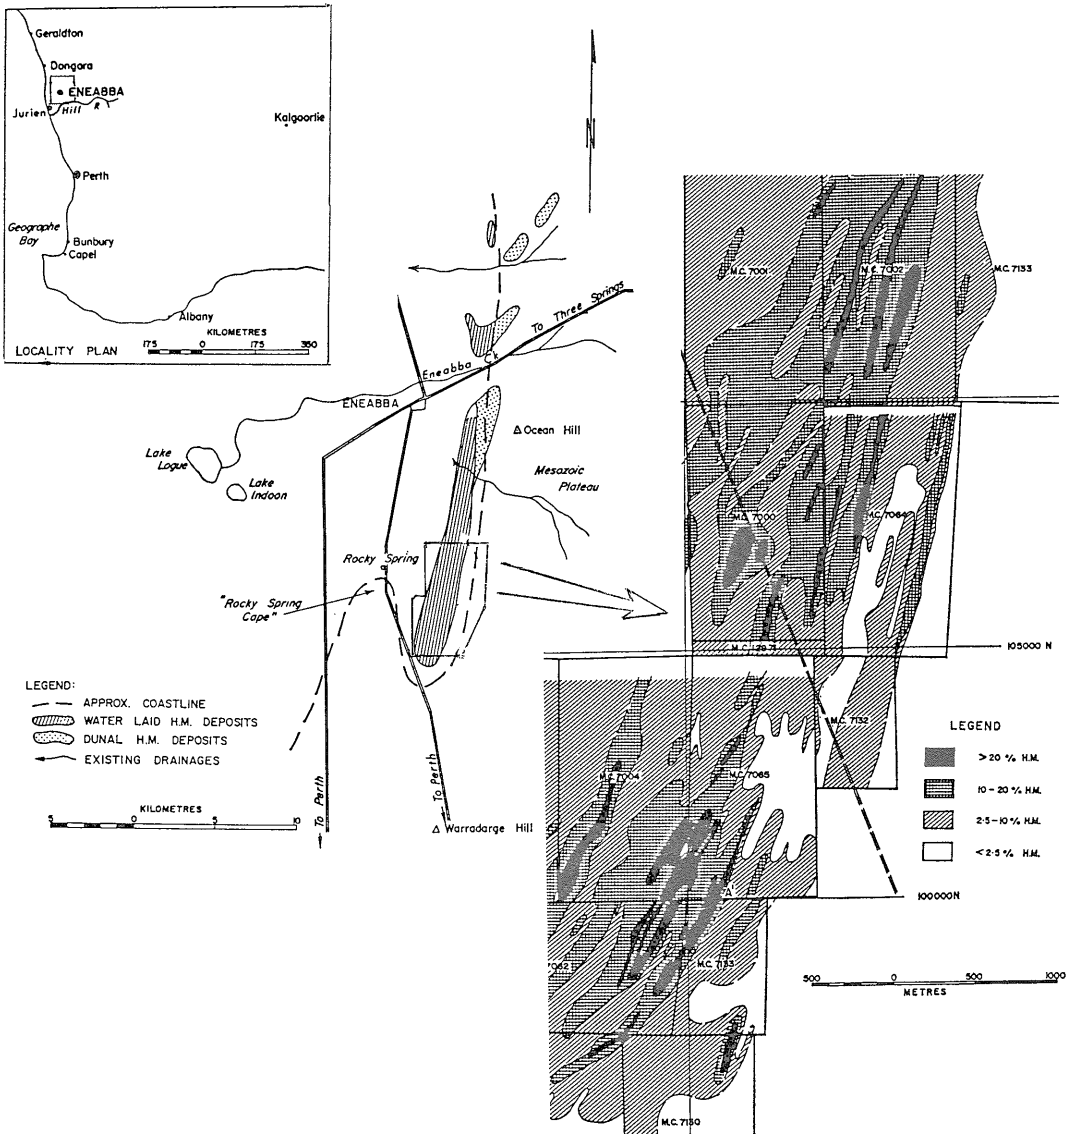 Geraldton
Dongara
ENEABBA
Jurien
Hill R
Kalgoorlie
Perth
Geographe
Bay
Bunbury
Capel
Albany
KILOMETRES
LOCALITY PLAN
175 0 175 350
N
To Three Springs
Eneabba Ck
ENEABBA
Ocean Hill
Lake
Logue
Lake
Indoon
Mesozoic
Plateau
Rocky Spring
"Rocky Spring
Cape"
LEGEND:
APPROX. COASTLINE
WATER LAID H.M. DEPOSITS
DUNAL H.M. DEPOSITS
EXISTING DRAINAGES
KILOMETRES
5 0 5 10
To Perth
To Perth
Warradarge Hill
M.C. 7001
M.C. 7002
M.C. 7133
M.C. 7000
M.C. 7064
105000 N
M.C. 7132
M.C. 7004
M.C. 7065
A'
100000N
7062
M.C. 7133
M.C. 7130
LEGEND
>20 % H.M.
10-20 % H.M.
2·5-10 % H.M.
<2·5 % H.M.
500 0 500 1000
METRES